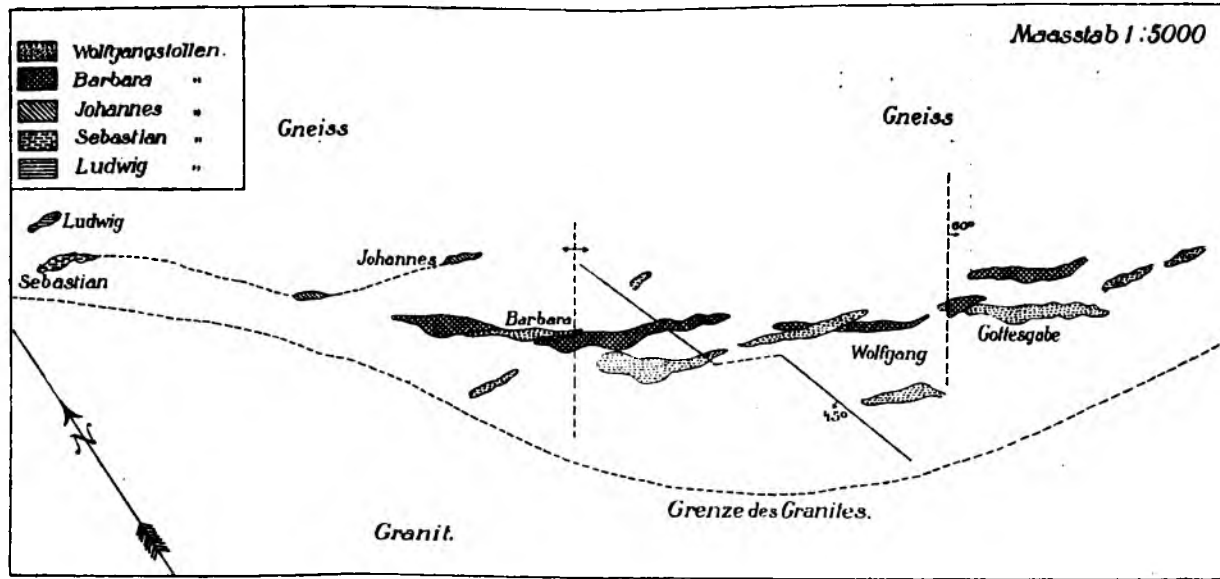 Maasstab 1:5000
Wolfgangstollen.
Barbara "
Johannes "
Sebastian "
Ludwig "
Gneiss
Gneiss
Ludwig
60°
Johannes
Sebastian
Barbara
Wolfgang
Gottesgabe
45°
N
Grenze des Granites.
Granit.